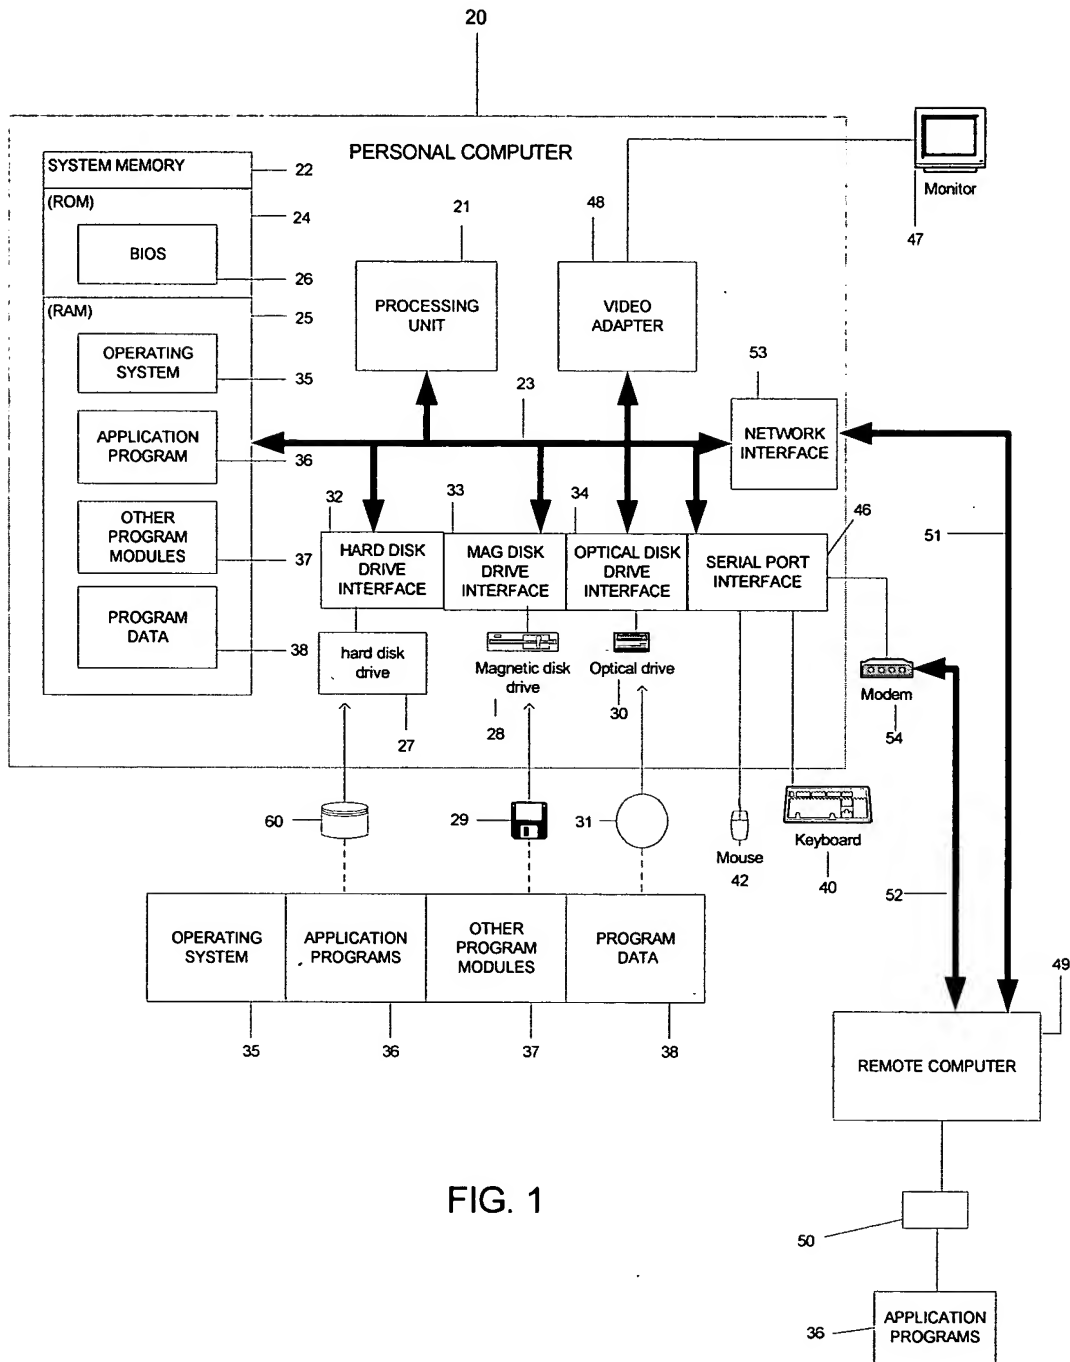 20
PERSONAL COMPUTER
SYSTEM MEMORY
22
(ROM)
24
BIOS
26
(RAM)
25
OPERATING
SYSTEM
35
APPLICATION
PROGRAM
36
OTHER
PROGRAM
MODULES
37
PROGRAM
DATA
38
21
PROCESSING
UNIT
48
VIDEO
ADAPTER
Monitor
47
23
53
NETWORK
INTERFACE
32
HARD DISK
DRIVE
INTERFACE
33
MAG DISK
DRIVE
INTERFACE
34
OPTICAL DISK
DRIVE
INTERFACE
46
SERIAL PORT
INTERFACE
51
hard disk
drive
27
Magnetic disk
drive
28
Optical drive
30
Modem
54
60
29
31
Mouse
42
Keyboard
40
52
OPERATING
SYSTEM
APPLICATION
PROGRAMS
OTHER
PROGRAM
MODULES
PROGRAM
DATA
35
36
37
38
49
REMOTE COMPUTER
50
36
APPLICATION
PROGRAMS
FIG. 1